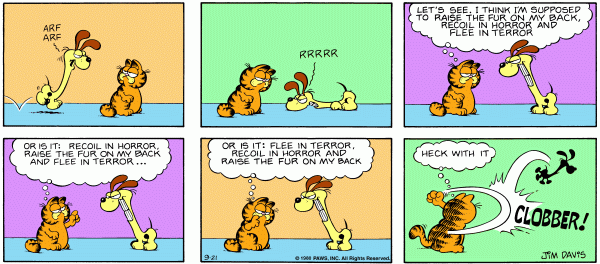 ARF
ARF
RRRRR
LET'S SEE, I THINK I'M SUPPOSED
TO RAISE THE FUR ON MY BACK,
RECOIL IN HORROR AND
FLEE IN TERROR
OR IS IT: RECOIL IN HORROR,
RAISE THE FUR ON MY BACK
AND FLEE IN TERROR...
OR IS IT: FLEE IN TERROR,
RECOIL IN HORROR AND
RAISE THE FUR ON MY BACK
9-21
© 1986 PAWS, INC. All Rights Reserved.
HECK WITH IT
CLOBBER!
JIM DAVIS